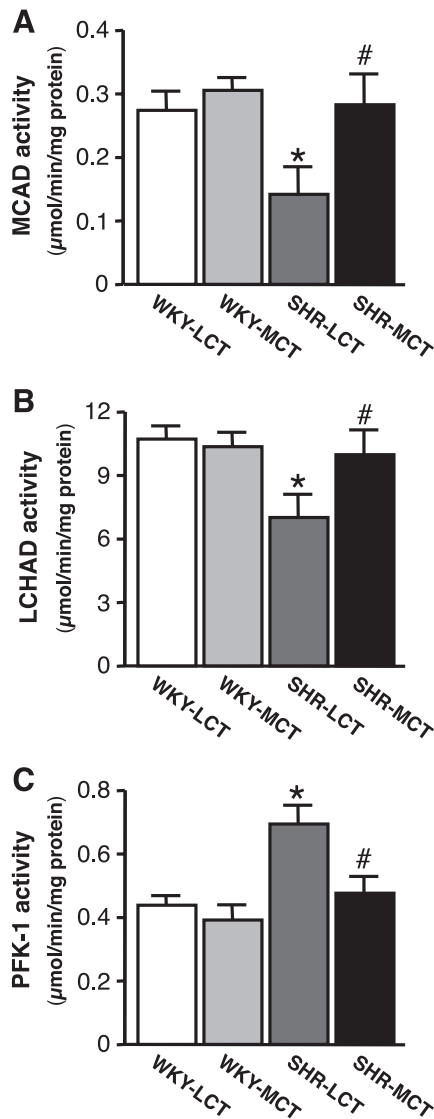 A
MCAD activity
(µmol/min/mg protein)
0.4
0.3
0.2
0.1
0
*
#
WKY-LCT
WKY-MCT
SHR-LCT
SHR-MCT
B
LCHAD activity
(µmol/min/mg protein)
12
9
6
3
0
*
#
WKY-LCT
WKY-MCT
SHR-LCT
SHR-MCT
C
PFK-1 activity
(µmol/min/mg protein)
0.8
0.6
0.4
0.2
0
*
#
WKY-LCT
WKY-MCT
SHR-LCT
SHR-MCT